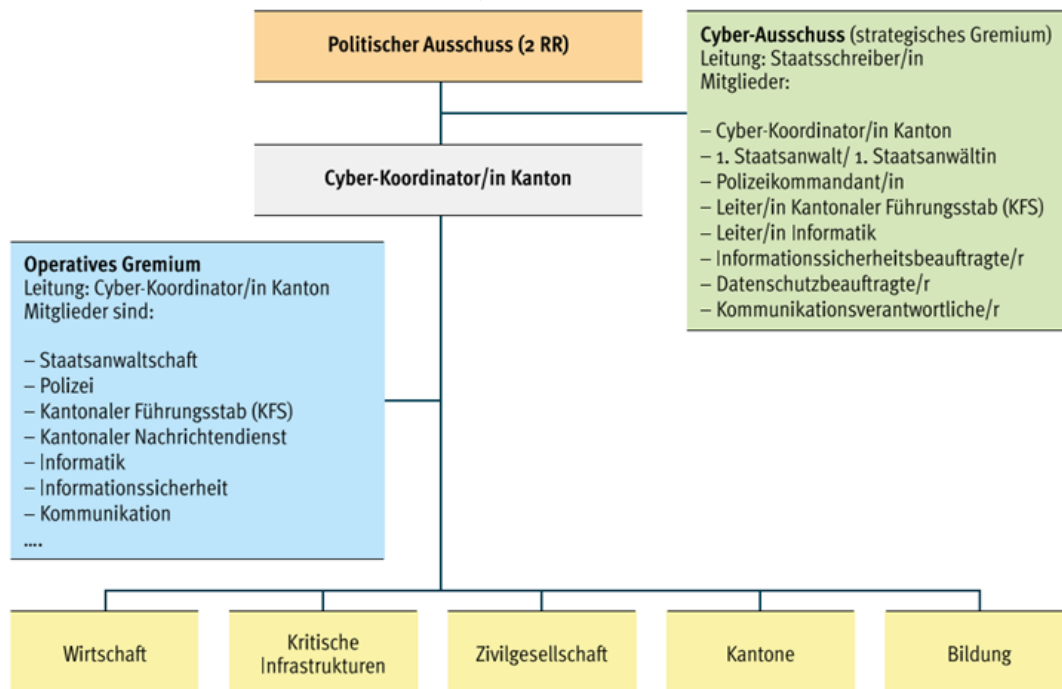 Politischer Ausschuss (2 RR)
Cyber-Ausschuss (strategisches Gremium)
Leitung: Staatsschreiber/in
Mitglieder:
– Cyber-Koordinator/in Kanton
– 1. Staatsanwalt/ 1. Staatsanwältin
– Polizeikommandant/in
– Leiter/in Kantonaler Führungsstab (KFS)
– Leiter/in Informatik
– Informationssicherheitsbeauftragte/r
– Datenschutzbeauftragte/r
– Kommunikationsverantwortliche/r
Cyber-Koordinator/in Kanton
Operatives Gremium
Leitung: Cyber-Koordinator/in Kanton
Mitglieder sind:
– Staatsanwaltschaft
– Polizei
– Kantonaler Führungsstab (KFS)
– Kantonaler Nachrichtendienst
– Informatik
– Informationssicherheit
– Kommunikation
....
Wirtschaft
Kritische
Infrastrukturen
Zivilgesellschaft
Kantone
Bildung